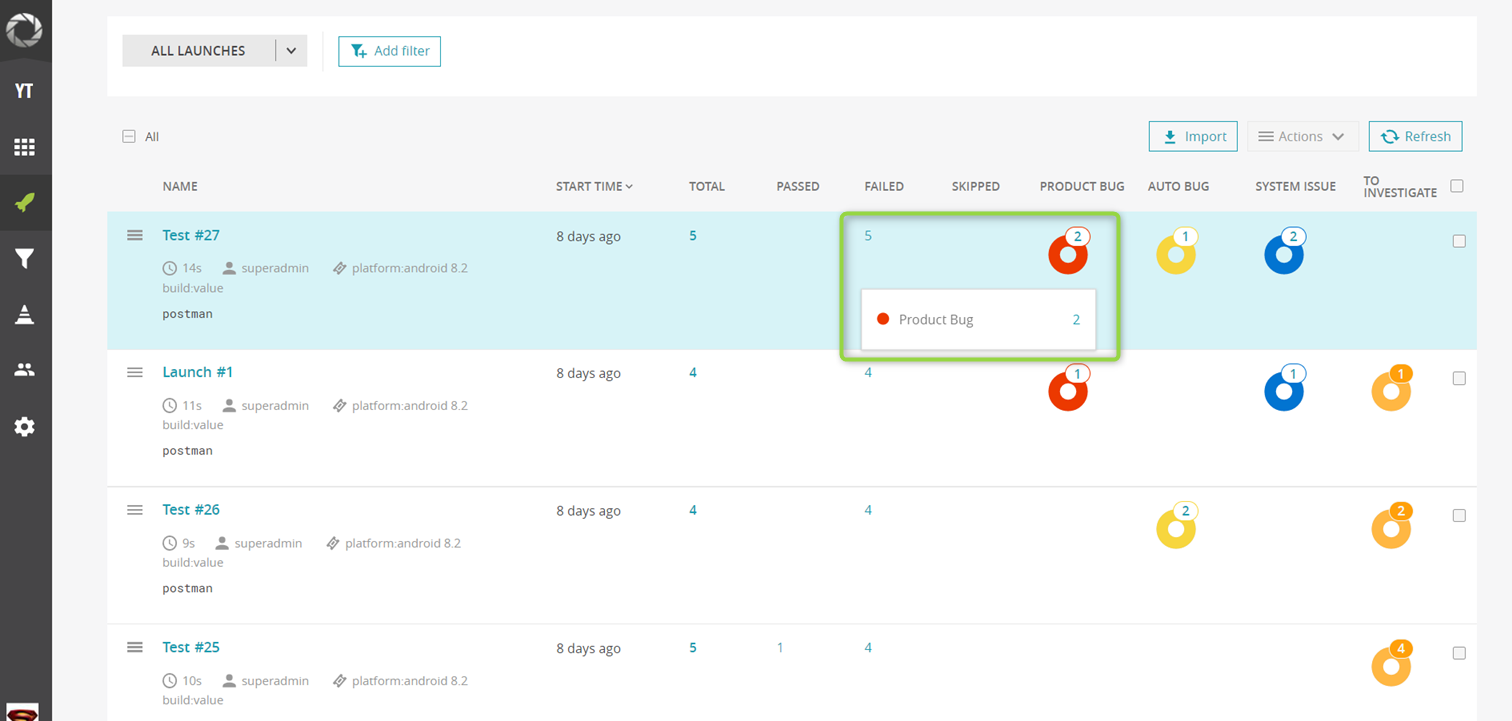 YT
ALL LAUNCHES
Add filter
All
Import
Actions
Refresh
NAME
START TIME
TOTAL
PASSED
FAILED
SKIPPED
PRODUCT BUG
AUTO BUG
SYSTEM ISSUE
TO
INVESTIGATE
Test #27
8 days ago
5
5
2
1
2
14s
superadmin
platform:android 8.2
build:value
postman
Product Bug
2
Launch #1
8 days ago
4
4
1
1
1
11s
superadmin
platform:android 8.2
build:value
postman
Test #26
8 days ago
4
4
2
2
9s
superadmin
platform:android 8.2
build:value
postman
Test #25
8 days ago
5
1
4
4
10s
superadmin
platform:android 8.2
build:value